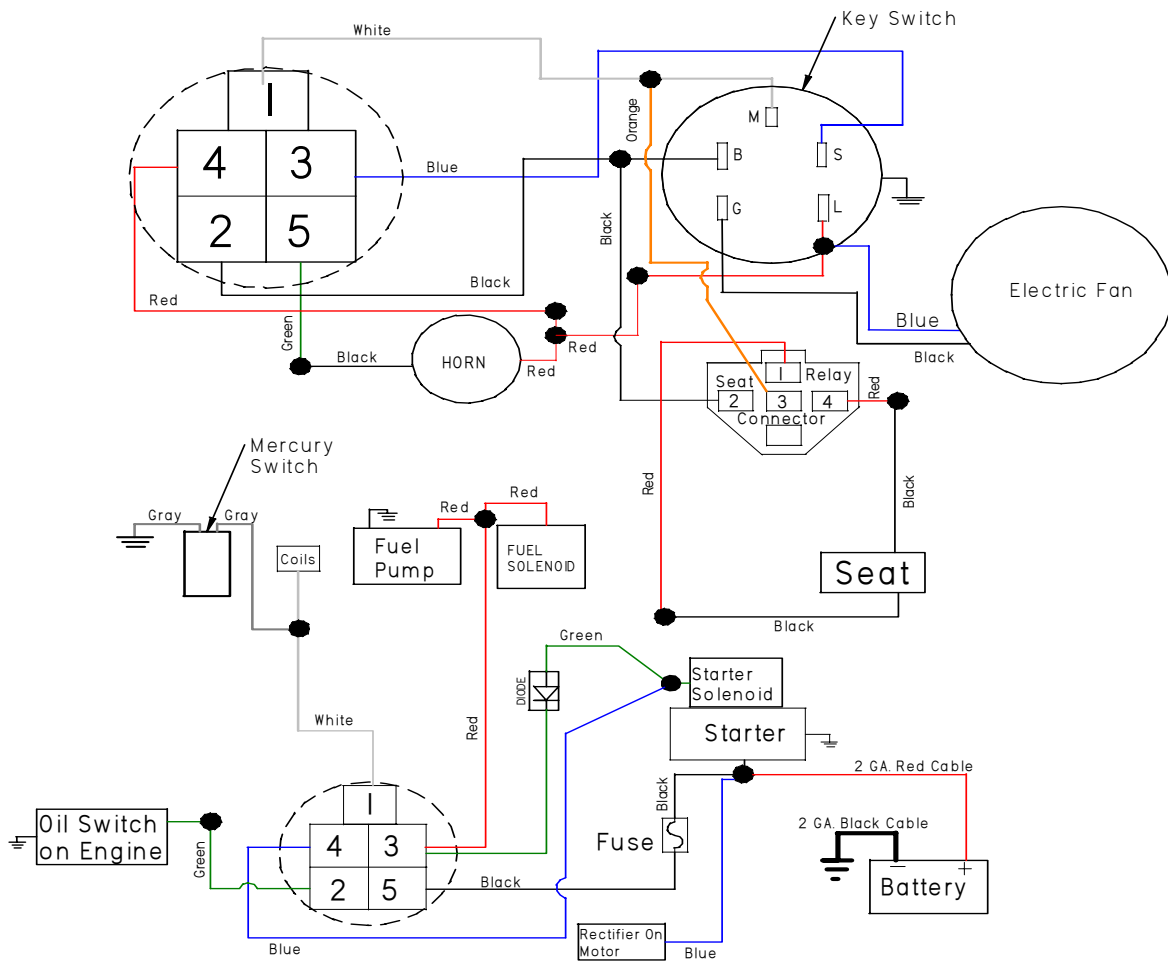 Key Switch
White
1
M
Orange
4
3
Blue
B
S
2
5
G
L
Black
Black
Red
Green
Black
HORN
Red
Red
Electric Fan
Blue
Black
1
Relay
Seat
2
3
4
Red
Connector
Red
Black
Mercury
Switch
Gray
Gray
Coils
Red
Red
Fuel
Pump
FUEL
SOLENOID
Seat
Black
Green
DIODE
Starter
Solenoid
White
Red
Starter
2 GA. Red Cable
1
Black
Oil Switch
on Engine
Green
4
3
Fuse
2 GA. Black Cable
2
5
Black
Battery
- +
Blue
Rectifier On
Motor
Blue